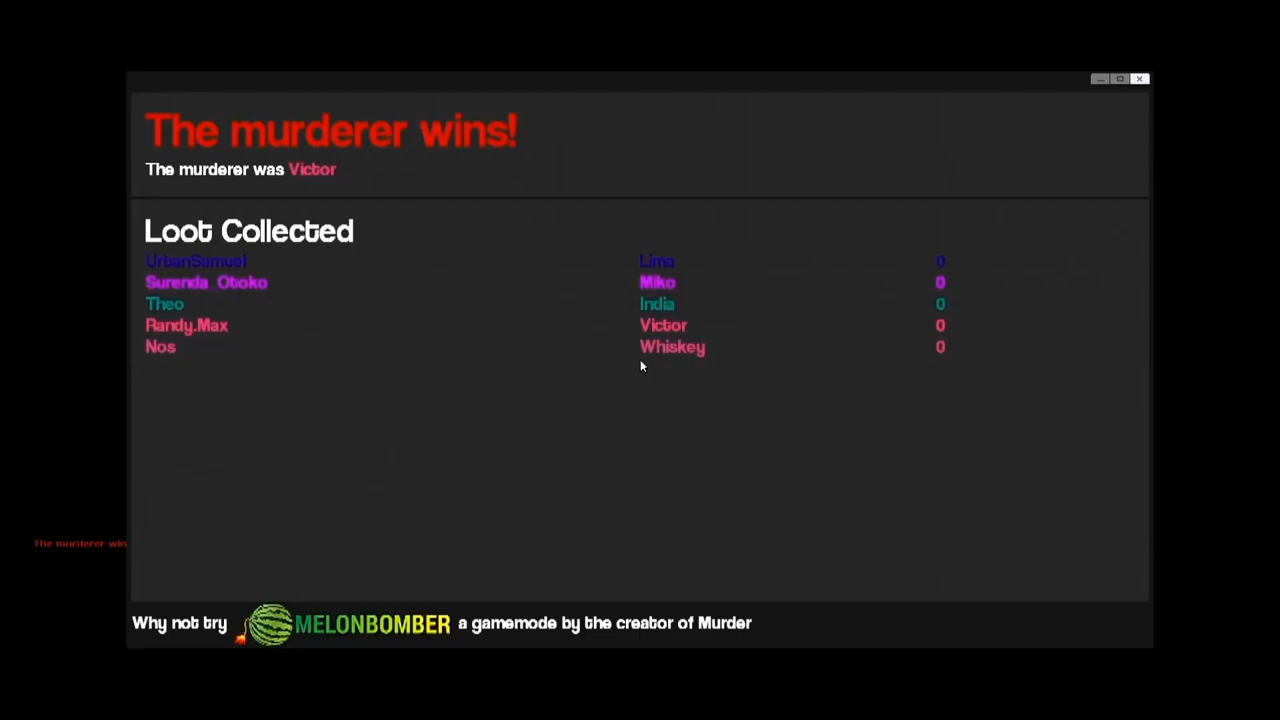 The murderer wins!
The murderer was Victor
Loot Collected
UrbanSamuel Lima 0
Surenda_Otoko Miko 0
Theo India 0
Randy.Max Victor 0
Nos Whiskey 0
The murderer win
Why not try MELONBOMBER a gamemode by the creator of Murder